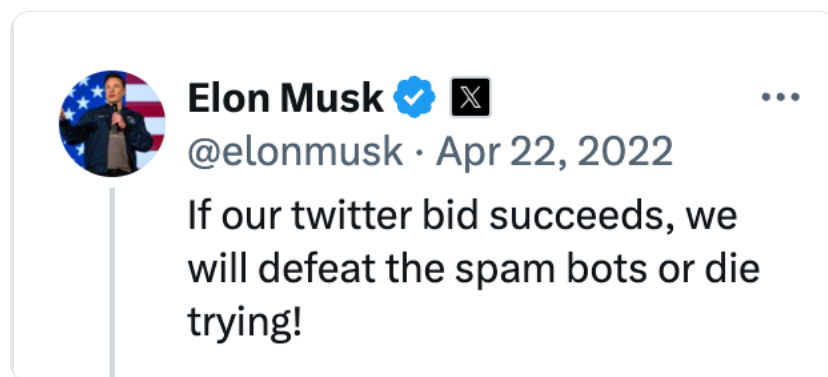 Elon Musk
@elonmusk · Apr 22, 2022
If our twitter bid succeeds, we
will defeat the spam bots or die
trying!